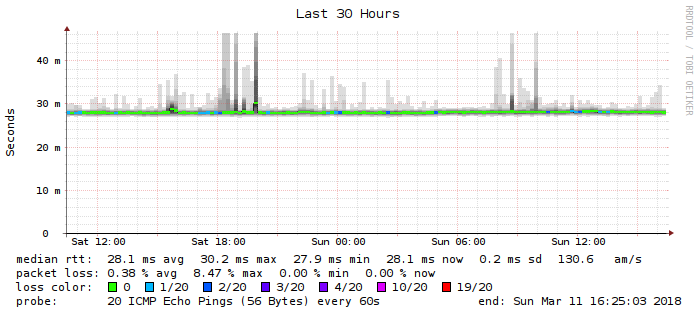 Last 30 Hours
RRDTOOL / TOBI OETIKER
Seconds
40 m
30 m
20 m
10 m
0
Sat 12:00 Sat 18:00 Sun 00:00 Sun 06:00 Sun 12:00
median rtt: 28.1 ms avg 30.2 ms max 27.9 ms min 28.1 ms now 0.2 ms sd 130.6 am/s
packet loss: 0.38 % avg 8.47 % max 0.00 % min 0.00 % now
loss color: 0 1/20 2/20 3/20 4/20 10/20 19/20
probe: 20 ICMP Echo Pings (56 Bytes) every 60s end: Sun Mar 11 16:25:03 2018